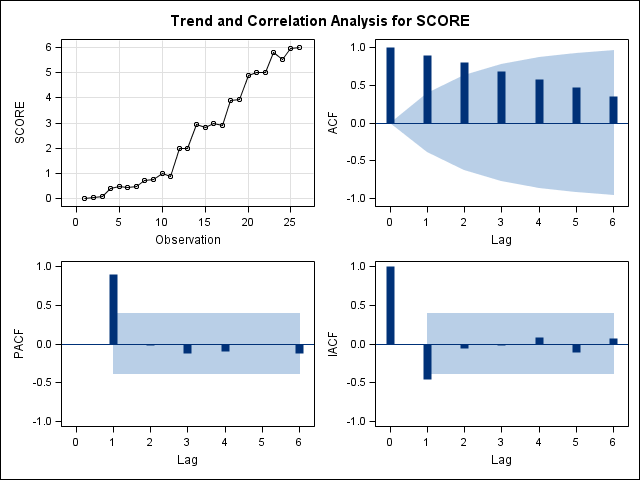 Trend and Correlation Analysis for SCORE
SCORE
6
5
4
3
2
1
0
0 5 10 15 20 25
Observation
ACF
1.0
0.5
0.0
-0.5
-1.0
0 1 2 3 4 5 6
Lag
PACF
1.0
0.5
0.0
-0.5
-1.0
0 1 2 3 4 5 6
Lag
IACF
1.0
0.5
0.0
-0.5
-1.0
0 1 2 3 4 5 6
Lag